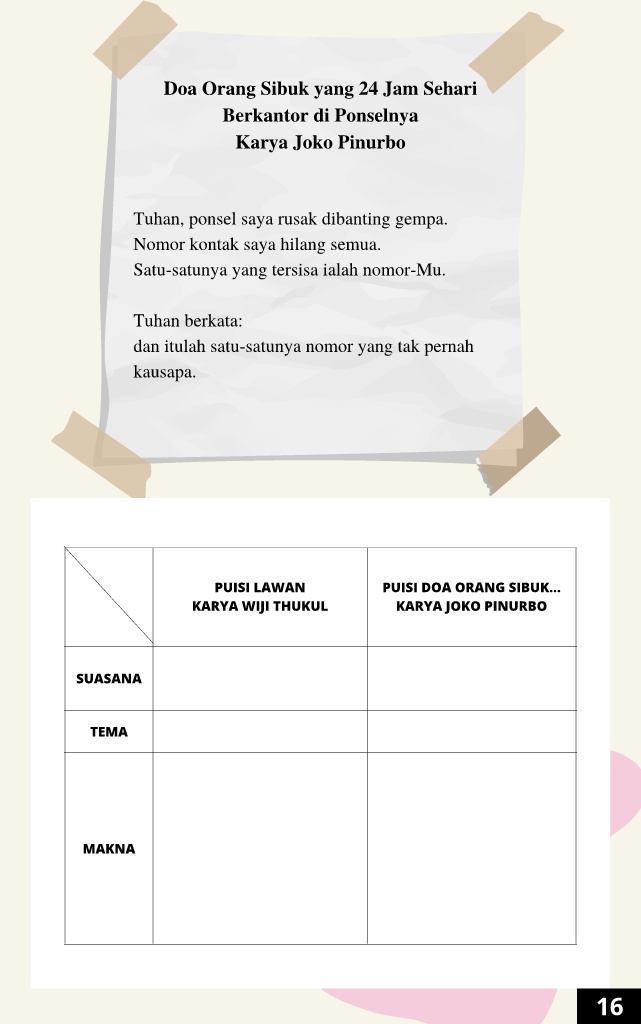 Doa Orang Sibuk yang 24 Jam Sehari
Berkantor di Ponselnya
Karya Joko Pinurbo
Tuhan, ponsel saya rusak dibanting gempa.
Nomor kontak saya hilang semua.
Satu-satunya yang tersisa ialah nomor-Mu.
Tuhan berkata:
dan itulah satu-satunya nomor yang tak pernah
kausapa.
PUISI LAWAN
KARYA WIJI THUKUL
PUISI DOA ORANG SIBUK...
KARYA JOKO PINURBO
SUASANA
TEMA
MAKNA
16